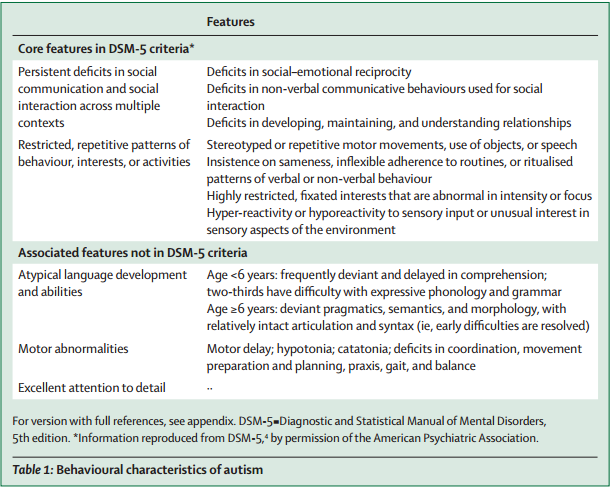 Features
Core features in DSM-5 criteria*
Persistent deficits in social communication and social interaction across multiple contexts
Deficits in social–emotional reciprocity
Deficits in non-verbal communicative behaviours used for social interaction
Deficits in developing, maintaining, and understanding relationships
Restricted, repetitive patterns of behaviour, interests, or activities
Stereotyped or repetitive motor movements, use of objects, or speech
Insistence on sameness, inflexible adherence to routines, or ritualised patterns of verbal or non-verbal behaviour
Highly restricted, fixated interests that are abnormal in intensity or focus
Hyper-reactivity or hyporeactivity to sensory input or unusual interest in sensory aspects of the environment
Associated features not in DSM-5 criteria
Atypical language development and abilities
Age <6 years: frequently deviant and delayed in comprehension; two-thirds have difficulty with expressive phonology and grammar
Age ≥6 years: deviant pragmatics, semantics, and morphology, with relatively intact articulation and syntax (ie, early difficulties are resolved)
Motor abnormalities
Motor delay; hypotonia; catatonia; deficits in coordination, movement preparation and planning, praxis, gait, and balance
Excellent attention to detail
··
For version with full references, see appendix. DSM-5=Diagnostic and Statistical Manual of Mental Disorders,
5th edition. *Information reproduced from DSM-5,4 by permission of the American Psychiatric Association.
Table 1: Behavioural characteristics of autism